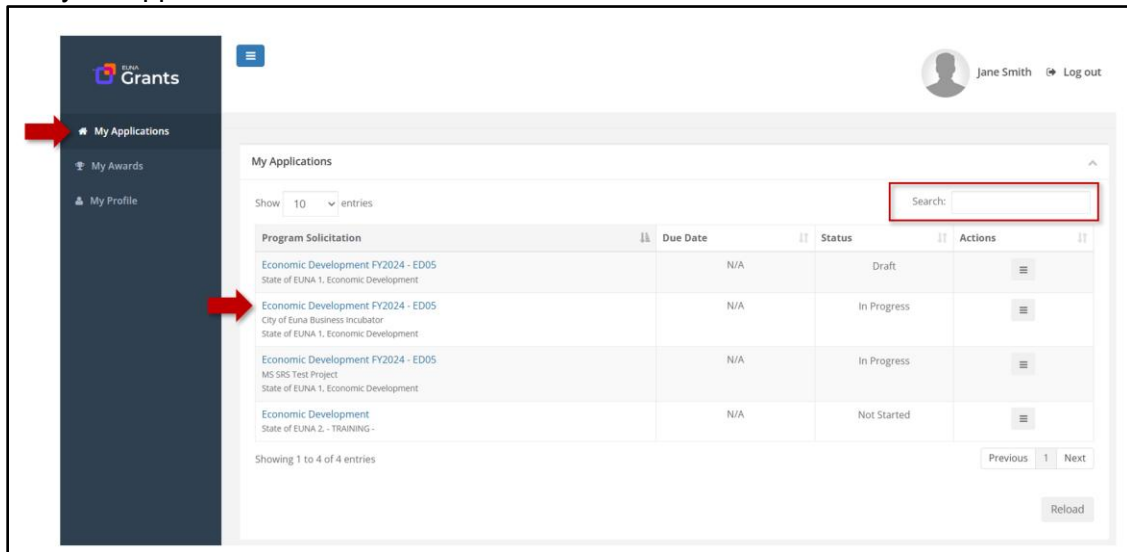 EUNA
Grants
Jane Smith Log out
My Applications
My Awards
My Profile
My Applications
Show 10 entries
Search:
Program Solicitation Due Date Status Actions
Economic Development FY2024 - ED05 N/A Draft
State of EUNA 1, Economic Development
Economic Development FY2024 - ED05 N/A In Progress
City of Euna Business Incubator
State of EUNA 1, Economic Development
Economic Development FY2024 - ED05 N/A In Progress
MS SRS Test Project
State of EUNA 1, Economic Development
Economic Development N/A Not Started
State of EUNA 2, - TRAINING -
Showing 1 to 4 of 4 entries
Previous 1 Next
Reload